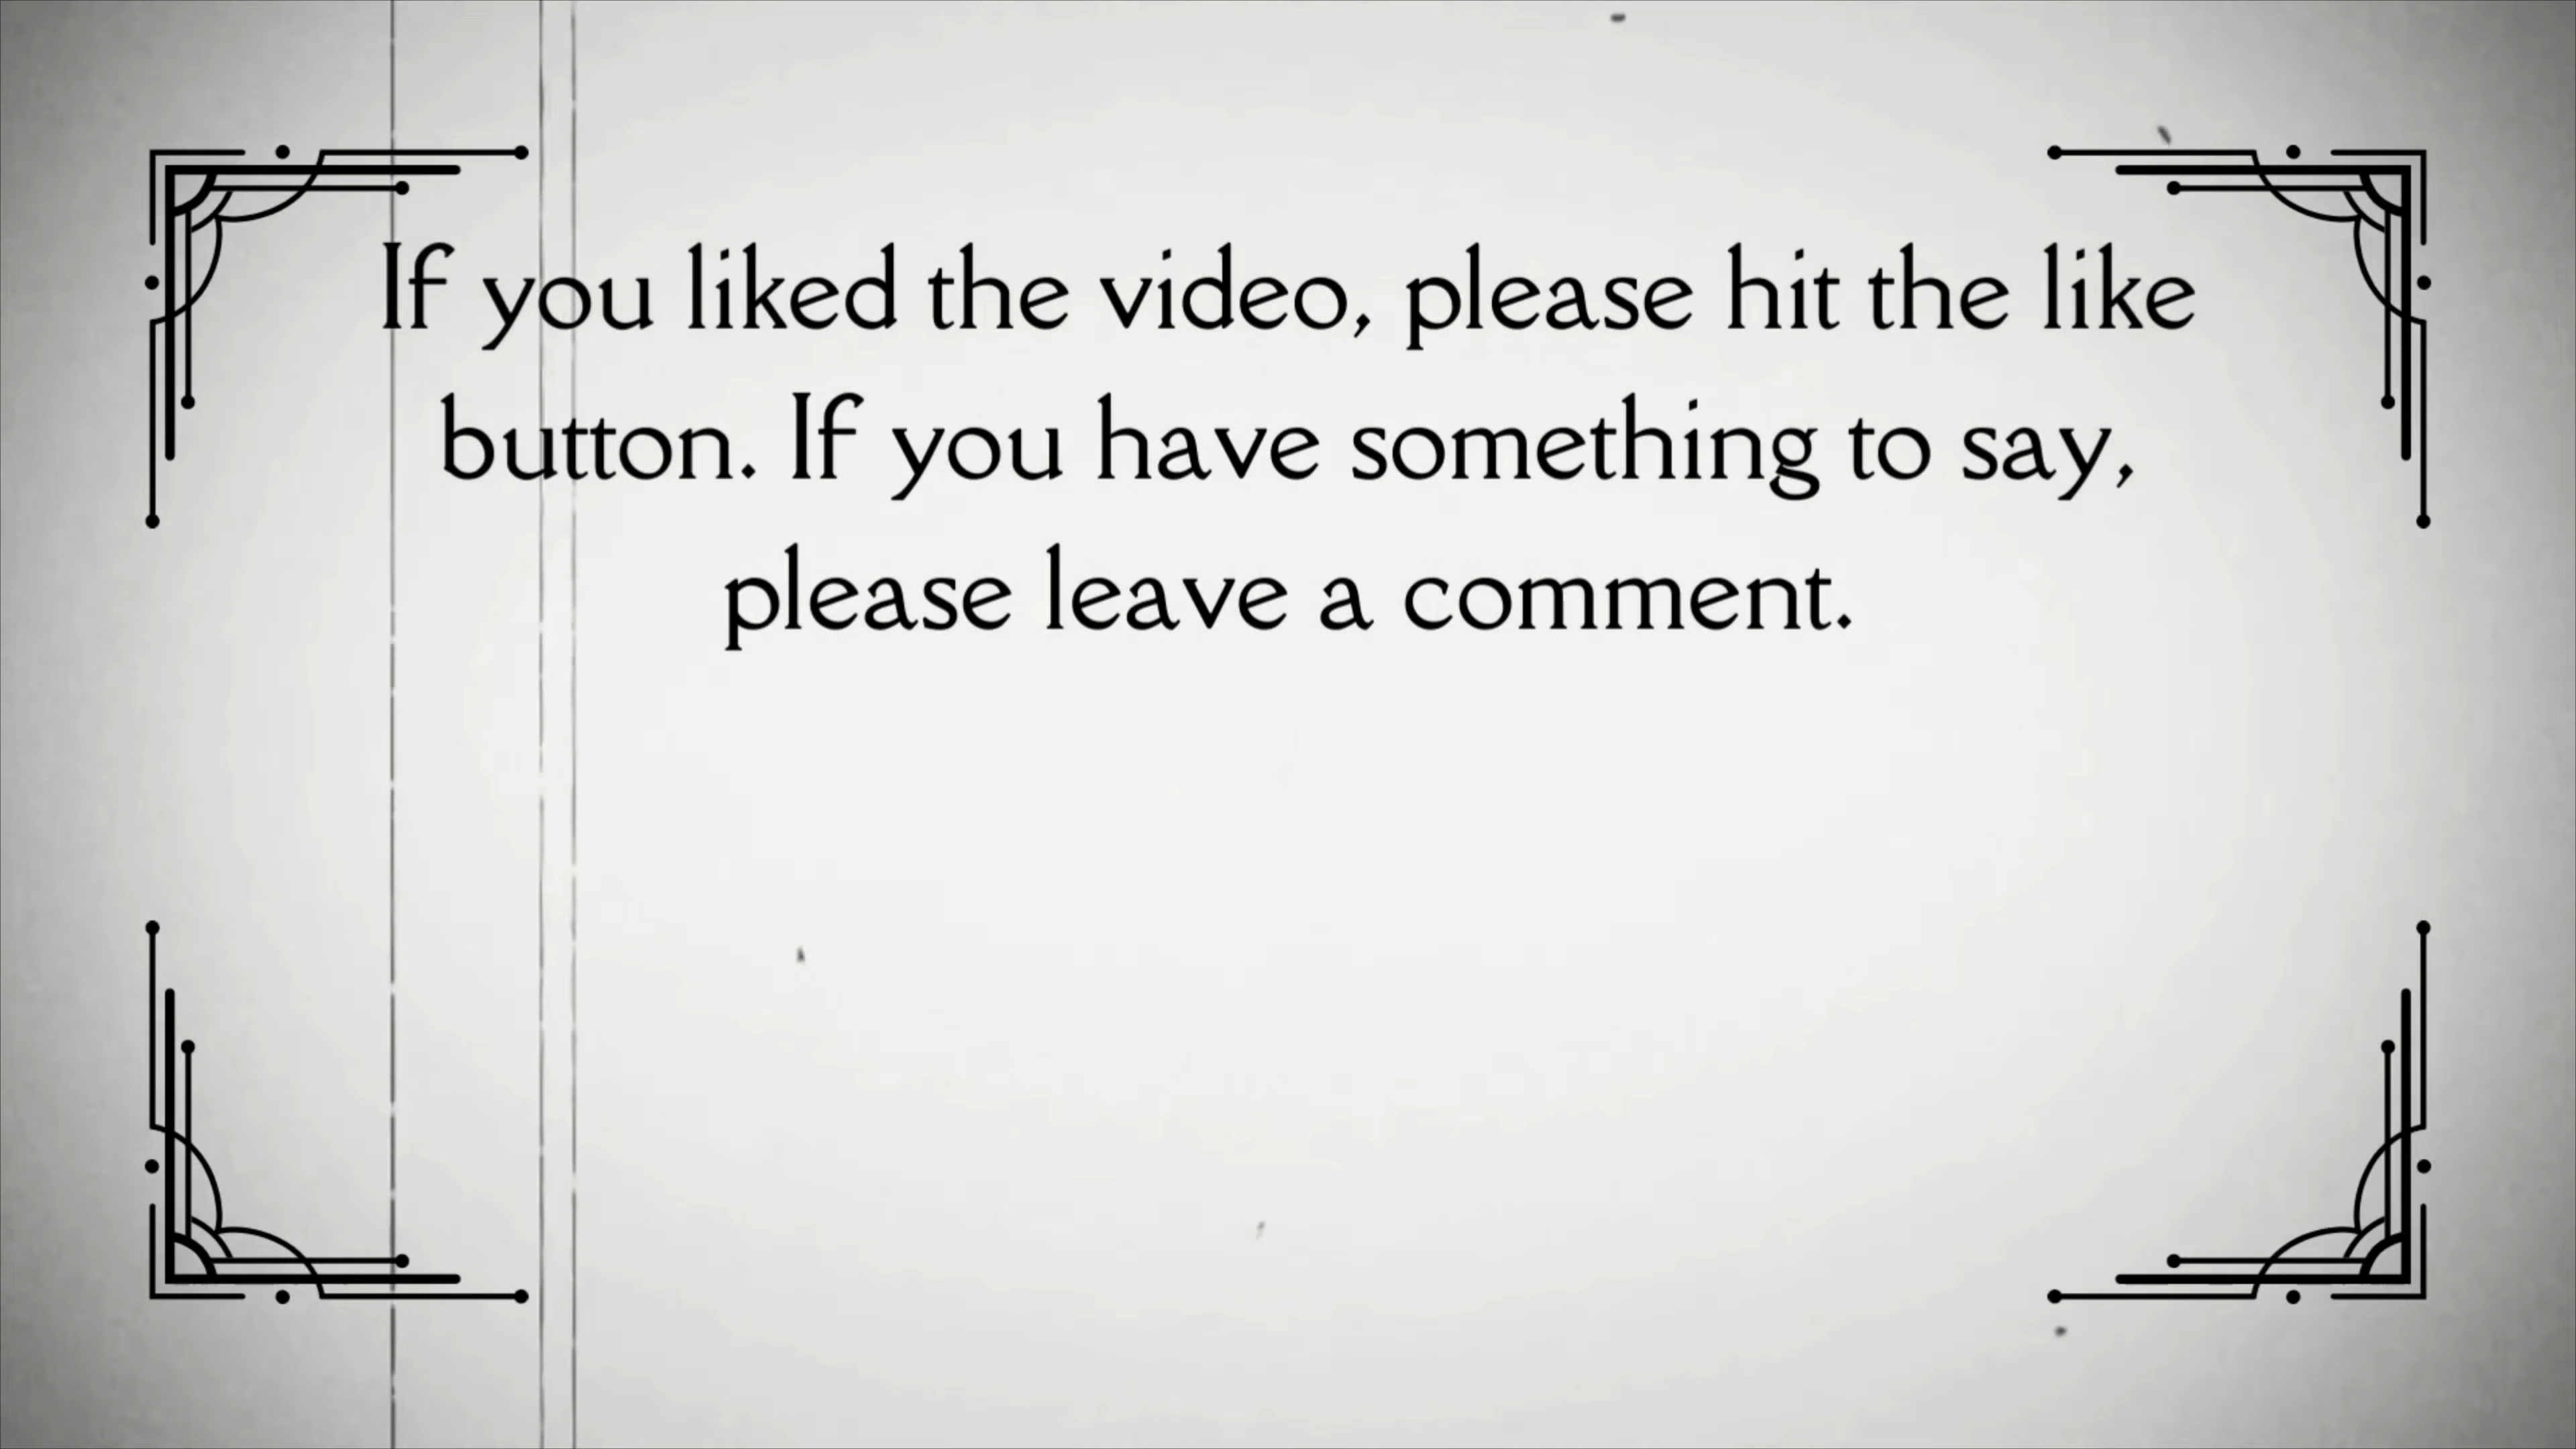 If you liked the video, please hit the like
button. If you have something to say,
please leave a comment.